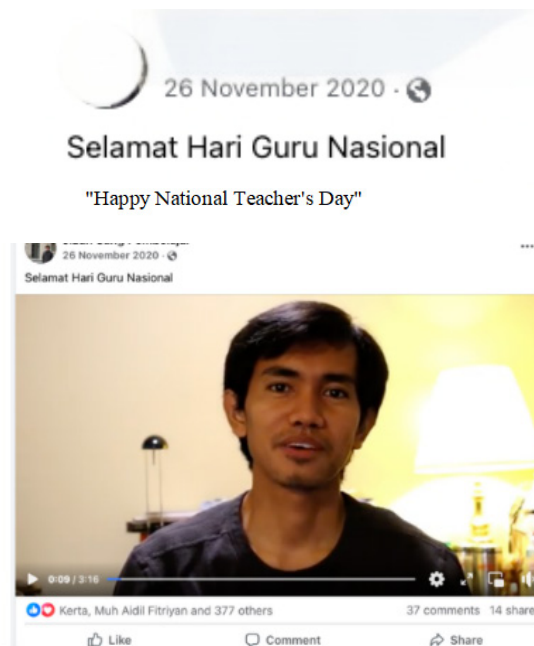 26 November 2020 ·
Selamat Hari Guru Nasional
"Happy National Teacher's Day"
26 November 2020 ·
Selamat Hari Guru Nasional
0:09 / 3:16
Kerta, Muh Aidil Fitriyan and 377 others
37 comments 14 share
Like Comment Share